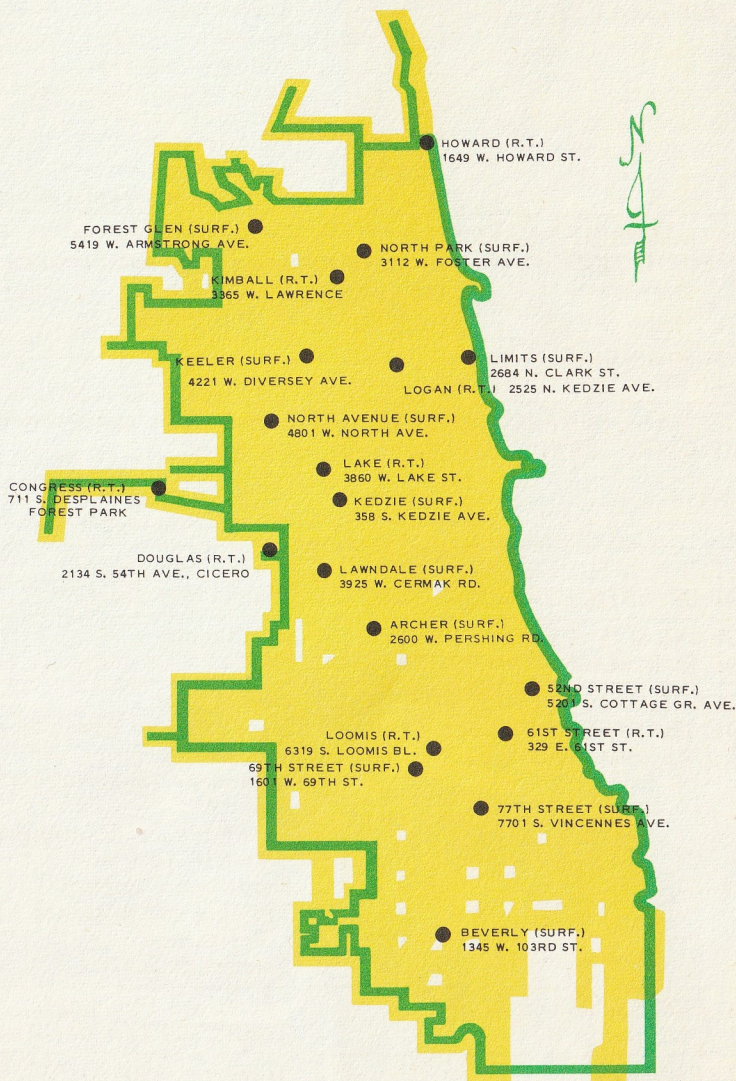 N
HOWARD (R.T.)
1649 W. HOWARD ST.
FOREST GLEN (SURF.)
5419 W. ARMSTRONG AVE.
NORTH PARK (SURF.)
3112 W. FOSTER AVE.
KIMBALL (R.T.)
3365 W. LAWRENCE
KEELER (SURF.)
4221 W. DIVERSEY AVE.
LIMITS (SURF.)
2684 N. CLARK ST.
LOGAN (R.T.) 2525 N. KEDZIE AVE.
NORTH AVENUE (SURF.)
4801 W. NORTH AVE.
LAKE (R.T.)
3860 W. LAKE ST.
CONGRESS (R.T.)
711 S. DESPLAINES
FOREST PARK
KEDZIE (SURF.)
358 S. KEDZIE AVE.
DOUGLAS (R.T.)
2134 S. 54TH AVE., CICERO
LAWNDALE (SURF.)
3925 W. CERMAK RD.
ARCHER (SURF.)
2600 W. PERSHING RD.
52ND STREET (SURF.)
5201 S. COTTAGE GR. AVE.
LOOMIS (R.T.)
6319 S. LOOMIS BL.
61ST STREET (R.T.)
329 E. 61ST ST.
69TH STREET (SURF.)
1601 W. 69TH ST.
77TH STREET (SURF.)
7701 S. VINCENNES AVE.
BEVERLY (SURF.)
1345 W. 103RD ST.